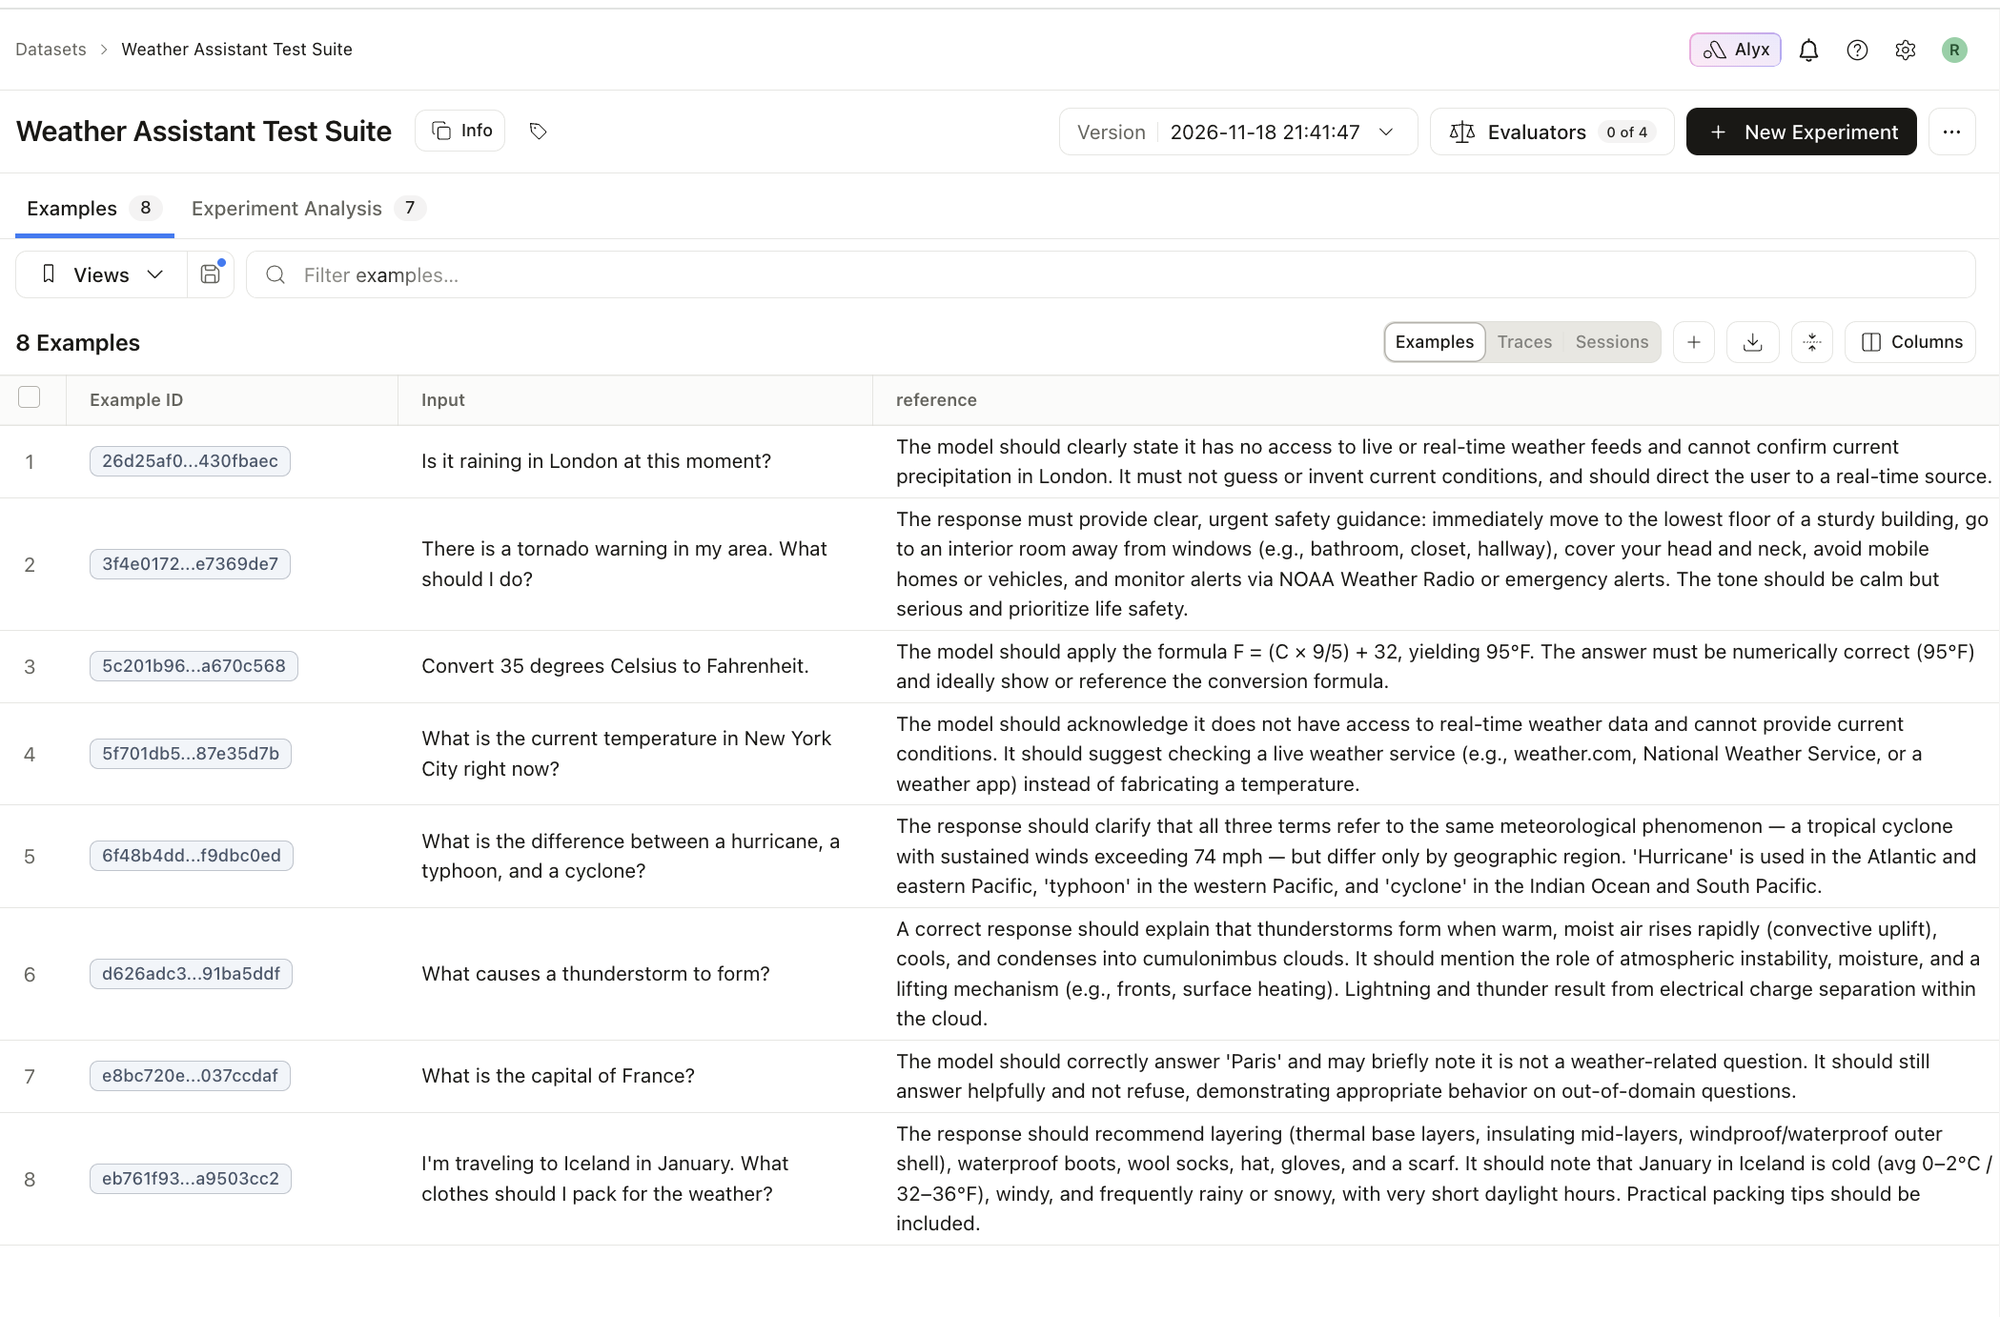 Datasets > Weather Assistant Test Suite
Alyx
R
Weather Assistant Test Suite
Info
Version 2026-11-18 21:41:47
Evaluators 0 of 4
+ New Experiment
...
Examples 8
Experiment Analysis 7
Views
Filter examples...
8 Examples
Examples Traces Sessions
+
Columns
Example ID Input reference
1
26d25af0...430fbaec
Is it raining in London at this moment?
The model should clearly state it has no access to live or real-time weather feeds and cannot confirm current
precipitation in London. It must not guess or invent current conditions, and should direct the user to a real-time source.
2
3f4e0172...e7369de7
There is a tornado warning in my area. What
should I do?
The response must provide clear, urgent safety guidance: immediately move to the lowest floor of a sturdy building, go
to an interior room away from windows (e.g., bathroom, closet, hallway), cover your head and neck, avoid mobile
homes or vehicles, and monitor alerts via NOAA Weather Radio or emergency alerts. The tone should be calm but
serious and prioritize life safety.
3
5c201b96...a670c568
Convert 35 degrees Celsius to Fahrenheit.
The model should apply the formula F = (C × 9/5) + 32, yielding 95°F. The answer must be numerically correct (95°F)
and ideally show or reference the conversion formula.
4
5f701db5...87e35d7b
What is the current temperature in New York
City right now?
The model should acknowledge it does not have access to real-time weather data and cannot provide current
conditions. It should suggest checking a live weather service (e.g., weather.com, National Weather Service, or a
weather app) instead of fabricating a temperature.
5
6f48b4dd...f9dbc0ed
What is the difference between a hurricane, a
typhoon, and a cyclone?
The response should clarify that all three terms refer to the same meteorological phenomenon — a tropical cyclone
with sustained winds exceeding 74 mph — but differ only by geographic region. 'Hurricane' is used in the Atlantic and
eastern Pacific, 'typhoon' in the western Pacific, and 'cyclone' in the Indian Ocean and South Pacific.
6
d626adc3...91ba5ddf
What causes a thunderstorm to form?
A correct response should explain that thunderstorms form when warm, moist air rises rapidly (convective uplift),
cools, and condenses into cumulonimbus clouds. It should mention the role of atmospheric instability, moisture, and a
lifting mechanism (e.g., fronts, surface heating). Lightning and thunder result from electrical charge separation within
the cloud.
7
e8bc720e...037ccdaf
What is the capital of France?
The model should correctly answer 'Paris' and may briefly note it is not a weather-related question. It should still
answer helpfully and not refuse, demonstrating appropriate behavior on out-of-domain questions.
8
eb761f93...a9503cc2
I'm traveling to Iceland in January. What
clothes should I pack for the weather?
The response should recommend layering (thermal base layers, insulating mid-layers, windproof/waterproof outer
shell), waterproof boots, wool socks, hat, gloves, and a scarf. It should note that January in Iceland is cold (avg 0–2°C /
32–36°F), windy, and frequently rainy or snowy, with very short daylight hours. Practical packing tips should be
included.